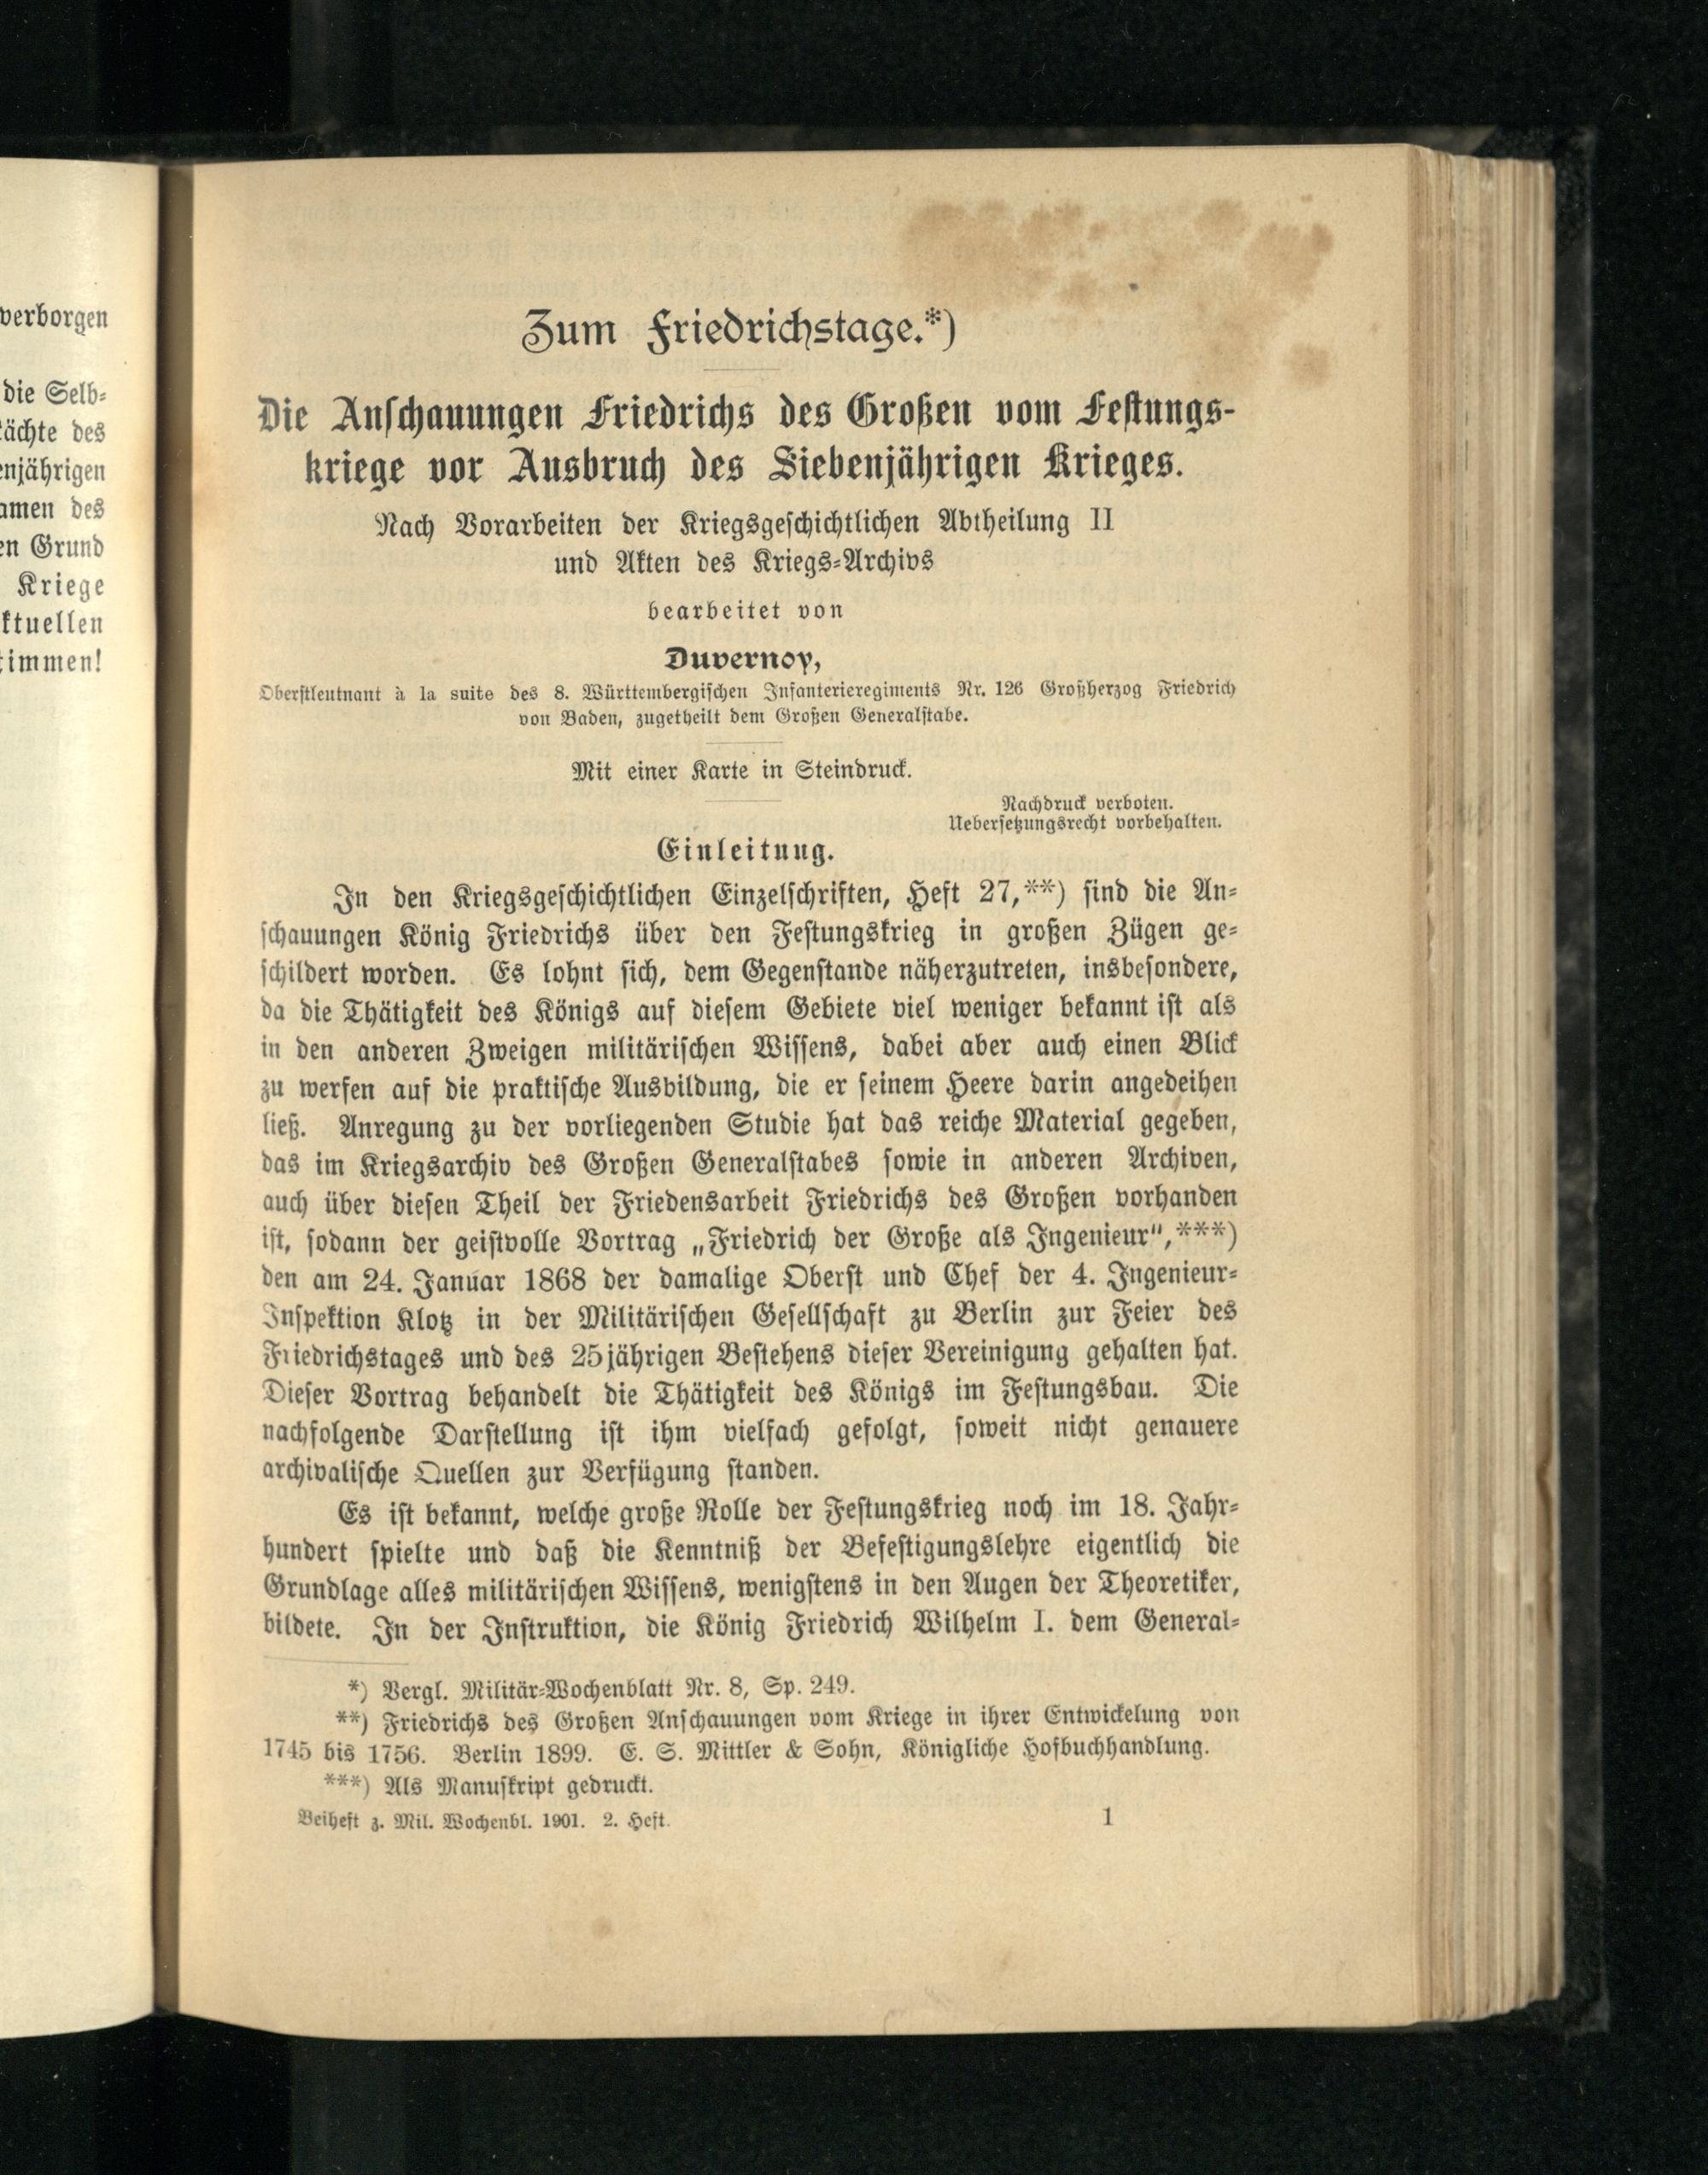 verborgen
die Selb-
ächte des
enjährigen
amen des
en Grund
Kriege
ktuellen
timmen!
Zum Friedrichstage.*)
Die Anschauungen Friedrichs des Großen vom Festungs-
kriege vor Ausbruch des Siebenjährigen Krieges.
Nach Vorarbeiten der Kriegsgeschichtlichen Abtheilung II
und Akten des Kriegs-Archivs
bearbeitet von
Duvernoy,
Oberstleutnant à la suite des 8. Württembergischen Infanterieregiments Nr. 126 Großherzog Friedrich
von Baden, zugetheilt dem Großen Generalstabe.
Mit einer Karte in Steindruck.
Nachdruck verboten.
Uebersetzungsrecht vorbehalten.
Einleitung.
In den Kriegsgeschichtlichen Einzelschriften, Heft 27,**) sind die An-
schauungen König Friedrichs über den Festungskrieg in großen Zügen ge-
schildert worden. Es lohnt sich, dem Gegenstande näherzutreten, insbesondere,
da die Thätigkeit des Königs auf diesem Gebiete viel weniger bekannt ist als
in den anderen Zweigen militärischen Wissens, dabei aber auch einen Blick
zu werfen auf die praktische Ausbildung, die er seinem Heere darin angedeihen
ließ. Anregung zu der vorliegenden Studie hat das reiche Material gegeben,
das im Kriegsarchiv des Großen Generalstabes sowie in anderen Archiven,
auch über diesen Theil der Friedensarbeit Friedrichs des Großen vorhanden
ist, sodann der geistvolle Vortrag „Friedrich der Große als Ingenieur",***)
den am 24. Januar 1868 der damalige Oberst und Chef der 4. Ingenieur-
Inspektion Klotz in der Militärischen Gesellschaft zu Berlin zur Feier des
Friedrichstages und des 25jährigen Bestehens dieser Vereinigung gehalten hat.
Dieser Vortrag behandelt die Thätigkeit des Königs im Festungsbau. Die
nachfolgende Darstellung ist ihm vielfach gefolgt, soweit nicht genauere
archivalische Quellen zur Verfügung standen.
Es ist bekannt, welche große Rolle der Festungskrieg noch im 18. Jahr-
hundert spielte und daß die Kenntniß der Befestigungslehre eigentlich die
Grundlage alles militärischen Wissens, wenigstens in den Augen der Theoretiker,
bildete. In der Instruktion, die König Friedrich Wilhelm I. dem General-
*) Vergl. Militär-Wochenblatt Nr. 8, Sp. 249.
**) Friedrichs des Großen Anschauungen vom Kriege in ihrer Entwickelung von
1745 bis 1756. Berlin 1899. E. S. Mittler & Sohn, Königliche Hofbuchhandlung.
***) Als Manuskript gedruckt.
Beiheft z. Mil. Wochenbl. 1901. 2. Heft. 1